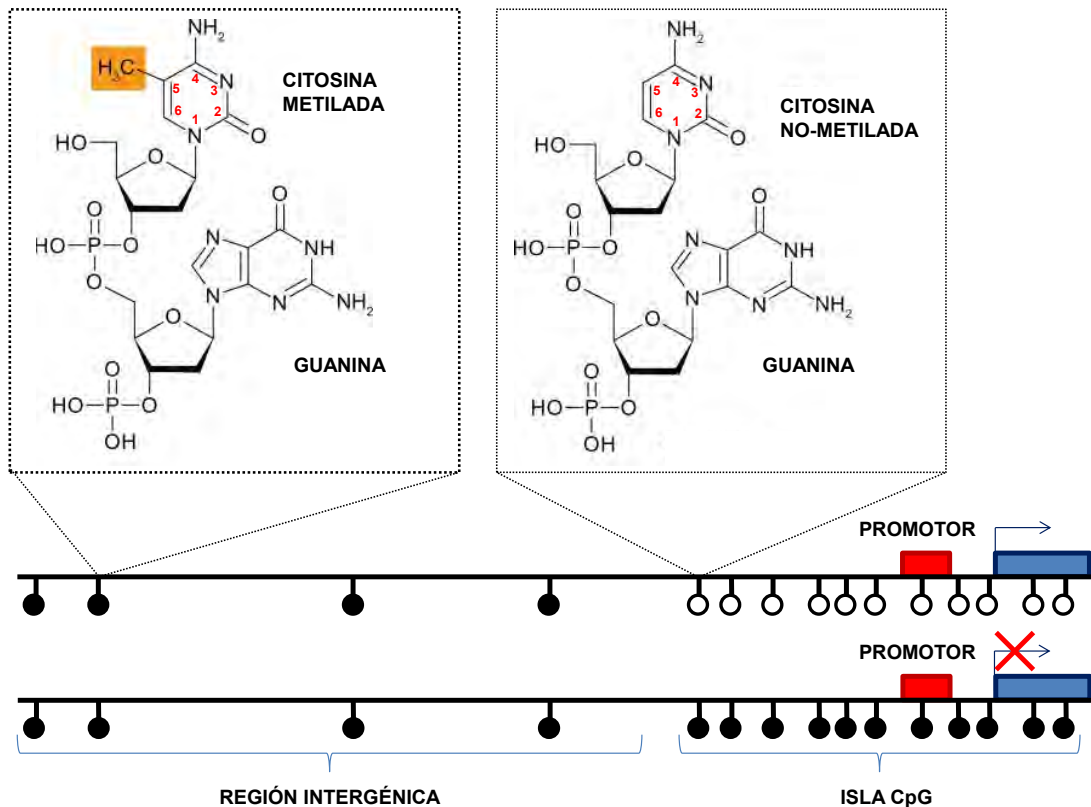 NH2
H3C
4
5
N
3
CITOSINA
METILADA
6
1
2
N
O
HO
O
O
HO
P
O
O
N
O
NH
N
N
NH2
O
GUANINA
O
HO
P
O
OH
NH2
4
5
N
3
CITOSINA
NO-METILADA
6
1
2
N
O
HO
O
O
HO
P
O
O
N
O
NH
N
N
NH2
O
GUANINA
O
HO
P
O
OH
PROMOTOR
PROMOTOR
REGIÓN INTERGÉNICA
ISLA CpG